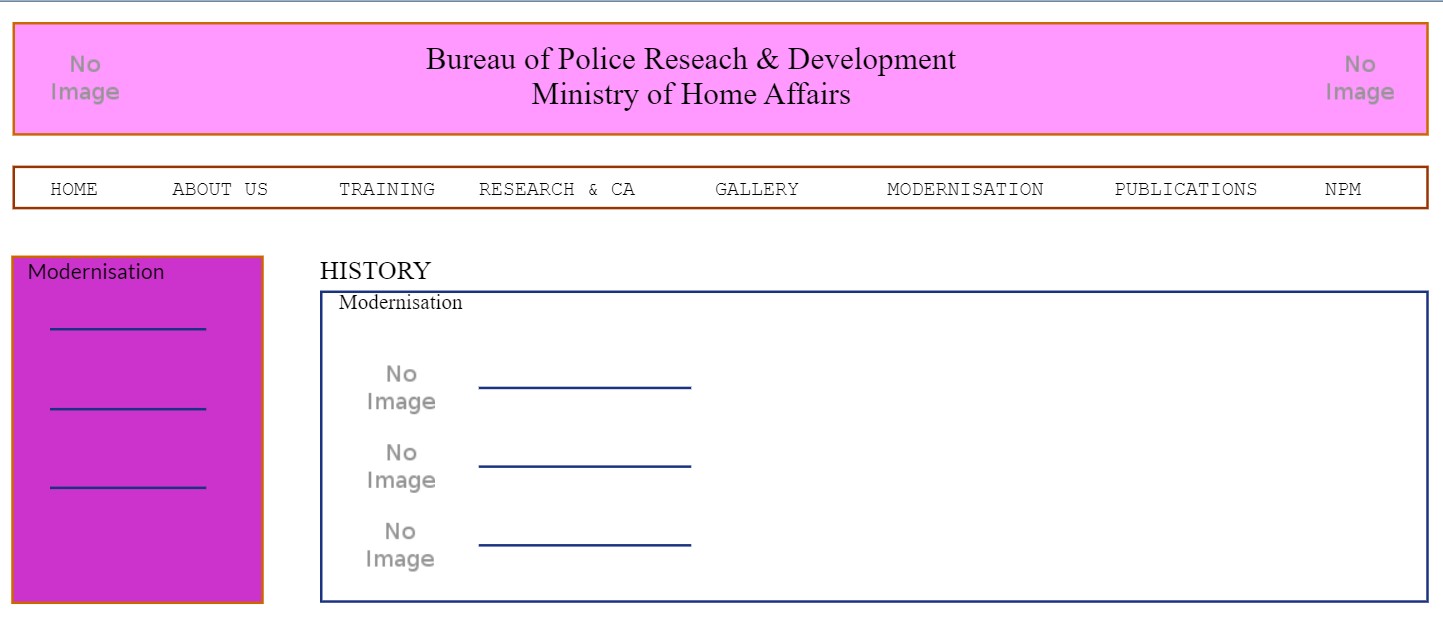 No
Image
Bureau of Police Reseach & Development
Ministry of Home Affairs
No
Image
HOME ABOUT US TRAINING RESEARCH & CA GALLERY MODERNISATION PUBLICATIONS NPM
Modernisation
HISTORY
Modernisation
No
Image
No
Image
No
Image